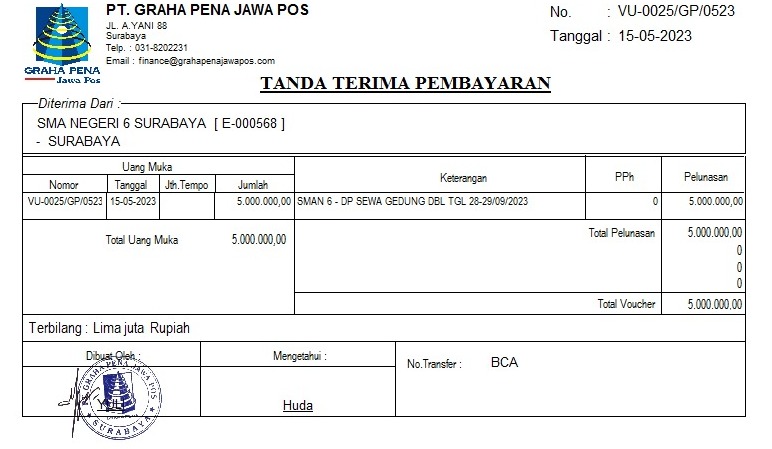 PT. GRAHA PENA JAWA POS
JL. A.YANI 88
Surabaya
Telp. : 031-8202231
Email : finance@grahapenajawapos.com
GRAHA PENA
Jawa Pos
No. : VU-0025/GP/0523
Tanggal : 15-05-2023
TANDA TERIMA PEMBAYARAN
Diterima Dari :
SMA NEGERI 6 SURABAYA [ E-000568 ]
- SURABAYA
Uang Muka Keterangan PPh Pelunasan
Nomor Tanggal Jth.Tempo Jumlah
VU-0025/GP/0523 15-05-2023 5.000.000,00 SMAN 6 - DP SEWA GEDUNG DBL TGL 28-29/09/2023 0 5.000.000,00
Total Uang Muka 5.000.000,00
Total Pelunasan 5.000.000,00
0
0
0
Total Voucher 5.000.000,00
Terbilang : Lima juta Rupiah
Dibuat Oleh : Mengetahui : No.Transfer : BCA
PT. GRAHA PENA JAWA POS
SURABAYA
Huda